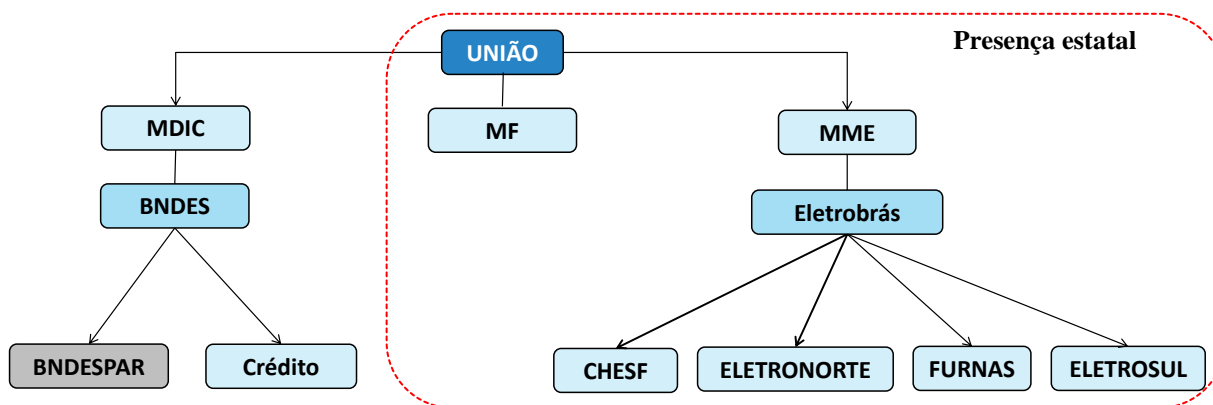 UNIÃO
Presença estatal
MDIC
MF
MME
BNDES
Eletrobrás
BNDESPAR
Crédito
CHESF
ELETRONORTE
FURNAS
ELETROSUL